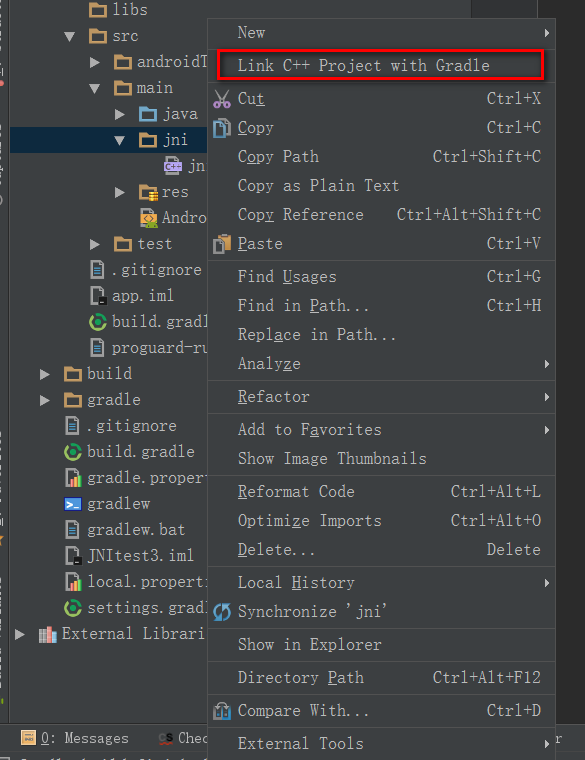 libs
src
androidT
main
java
jni
jn
res
Andro
test
.gitignore
app.iml
build.gradl
proguard-ru
build
gradle
.gitignore
build.gradle
gradle.proper
gradlew
gradlew.bat
JNItest3.iml
local.propert
settings.gradl
External Librari
New
Link C++ Project with Gradle
Cut Ctrl+X
Copy Ctrl+C
Copy Path Ctrl+Shift+C
Copy as Plain Text
Copy Reference Ctrl+Alt+Shift+C
Paste Ctrl+V
Find Usages Ctrl+G
Find in Path... Ctrl+H
Replace in Path...
Analyze
Refactor
Add to Favorites
Show Image Thumbnails
Reformat Code Ctrl+Alt+L
Optimize Imports Ctrl+Alt+O
Delete... Delete
Local History
Synchronize 'jni'
Show in Explorer
Directory Path Ctrl+Alt+F12
Compare With... Ctrl+D
External Tools
0: Messages
Chec